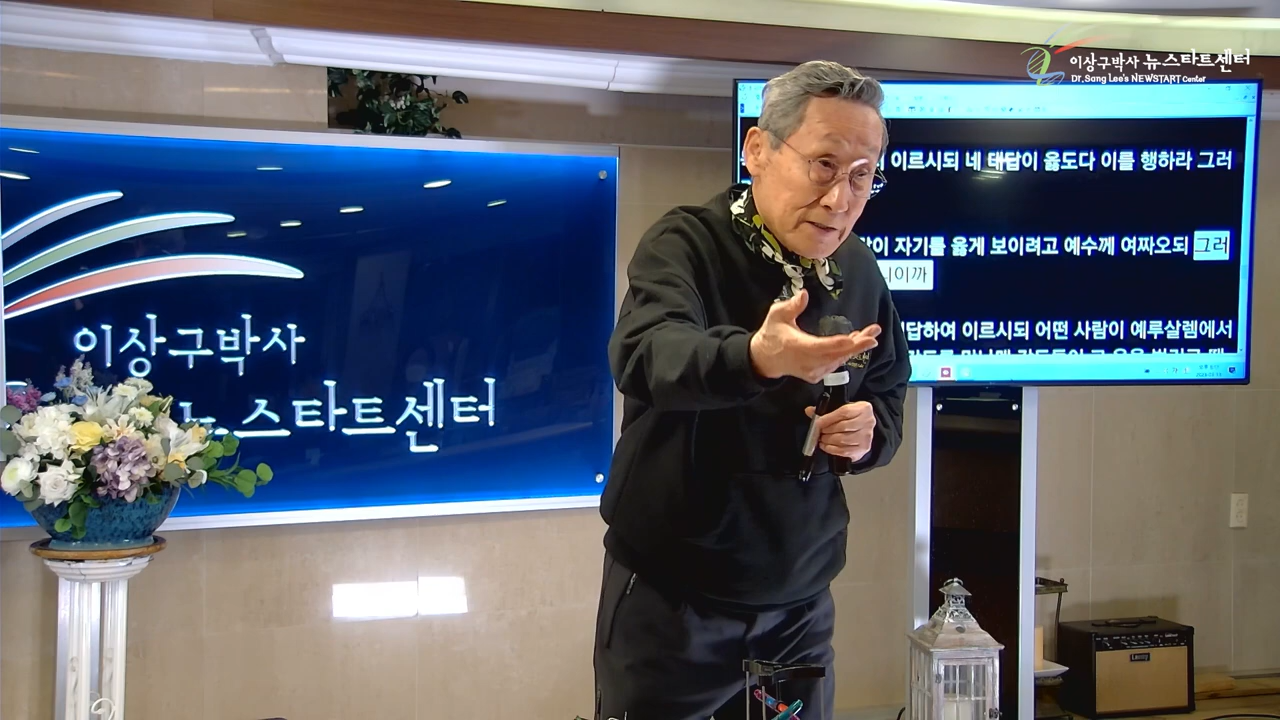 이상구박사 뉴스타트센터
Dr. Sang Lee's NEWSTART Center
이르시되 네 대답이 옳도다 이를 행하라 그러
자기를 옳게 보이려고 예수께 여짜오되 그러
니이까
대답하여 이르시되 어떤 사람이 예루살렘에서
이상구박사
뉴스타트센터
Laney